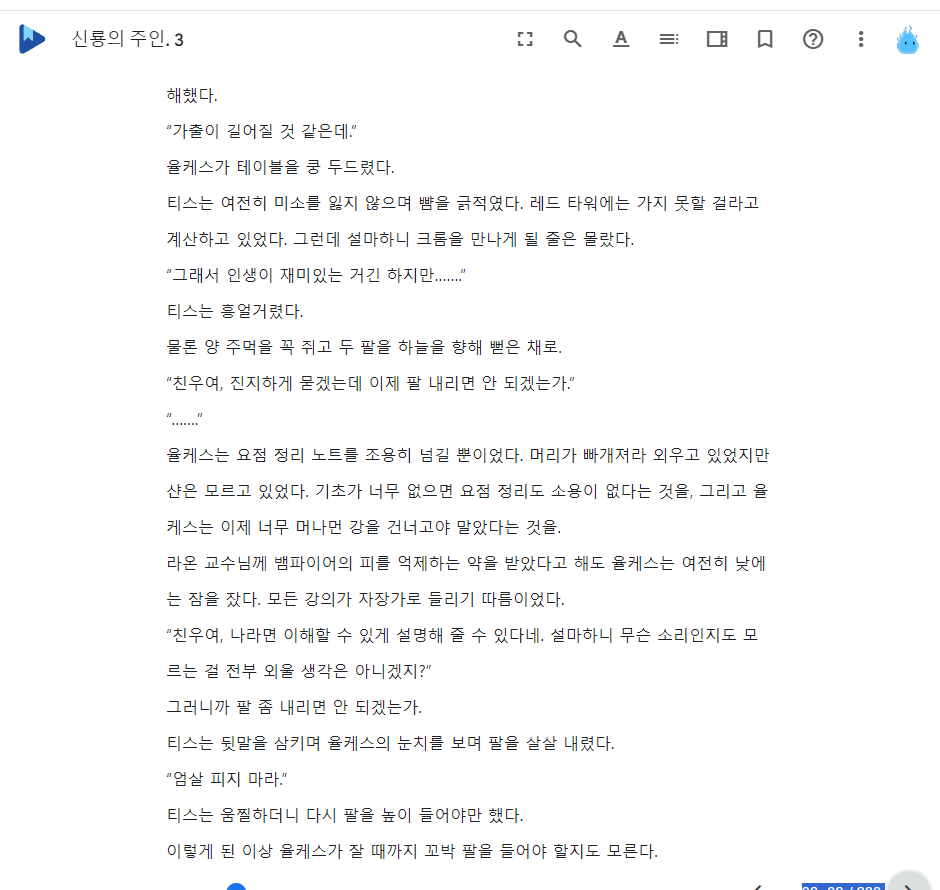 신룡의 주인. 3
해했다.
"가출이 길어질 것 같은데."
율케스가 테이블을 쿵 두드렸다.
티스는 여전히 미소를 잃지 않으며 뺨을 긁적였다. 레드 타워에는 가지 못할 걸라고
계산하고 있었다. 그런데 설마하니 크롬을 만나게 될 줄은 몰랐다.
"그래서 인생이 재미있는 거긴 하지만……."
티스는 흥얼거렸다.
물론 양 주먹을 꼭 쥐고 두 팔을 하늘을 향해 뻗은 채로.
"친우여, 진지하게 묻겠는데 이제 팔 내리면 안 되겠는가."
"……."
율케스는 요점 정리 노트를 조용히 넘길 뿐이었다. 머리가 빠개져라 외우고 있었지만
샨은 모르고 있었다. 기초가 너무 없으면 요점 정리도 소용이 없다는 것을, 그리고 율
케스는 이제 너무 머나먼 강을 건너고야 말았다는 것을.
라온 교수님께 뱀파이어의 피를 억제하는 약을 받았다고 해도 율케스는 여전히 낮에
는 잠을 잤다. 모든 강의가 자장가로 들리기 따름이었다.
"친우여, 나라면 이해할 수 있게 설명해 줄 수 있다네. 설마하니 무슨 소리인지도 모
르는 걸 전부 외울 생각은 아니겠지?"
그러니까 팔 좀 내리면 안 되겠는가.
티스는 뒷말을 삼키며 율케스의 눈치를 보며 팔을 살살 내렸다.
"엄살 피지 마라."
티스는 움찔하더니 다시 팔을 높이 들어야만 했다.
이렇게 된 이상 율케스가 잘 때까지 꼬박 팔을 들어야 할지도 모른다.